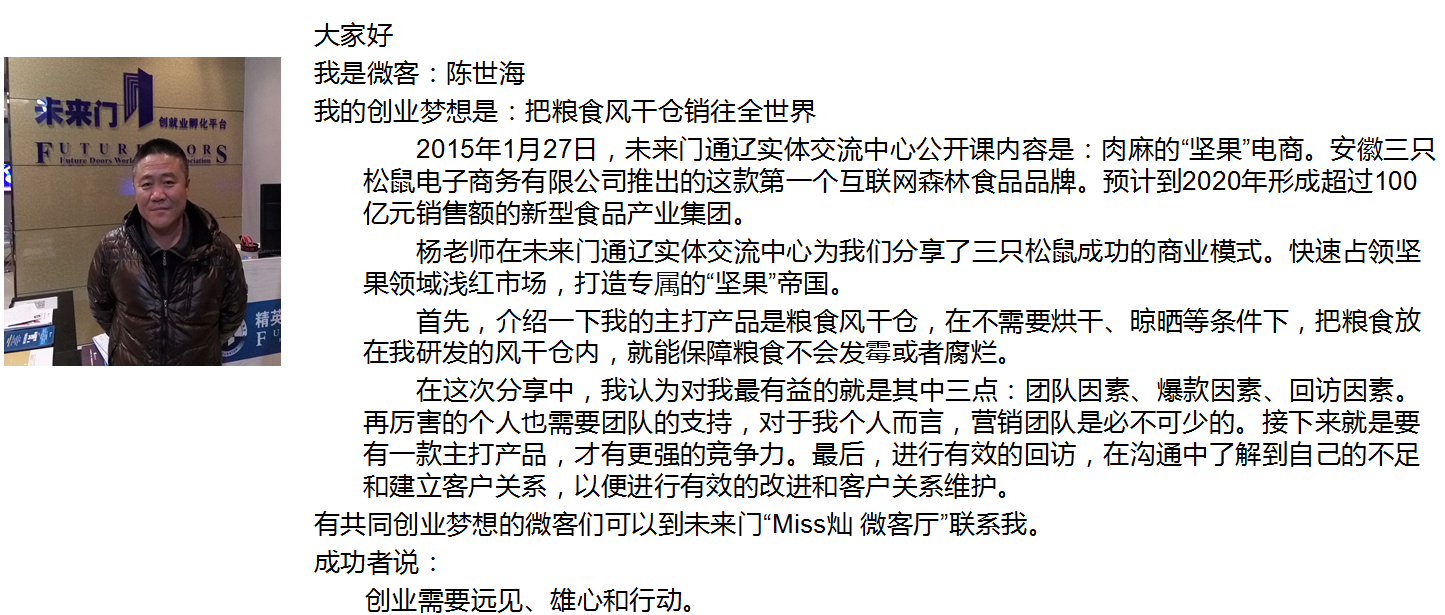 未来门
创就业孵化平台
FUTURE DOORS
Future Doors World Association
精英
F
大家好
我是微客：陈世海
我的创业梦想是：把粮食风干仓销往全世界
2015年1月27日，未来门通辽实体交流中心公开课内容是：肉麻的“坚果”电商。安徽三只
松鼠电子商务有限公司推出的这款第一个互联网森林食品品牌。预计到2020年形成超过100
亿元销售额的新型食品产业集团。
杨老师在未来门通辽实体交流中心为我们分享了三只松鼠成功的商业模式。快速占领坚
果领域浅红市场，打造专属的“坚果”帝国。
首先，介绍一下我的主打产品是粮食风干仓，在不需要烘干、晾晒等条件下，把粮食放
在我研发的风干仓内，就能保障粮食不会发霉或者腐烂。
在这次分享中，我认为对我最有益的就是其中三点：团队因素、爆款因素、回访因素。
再厉害的个人也需要团队的支持，对于我个人而言，营销团队是必不可少的。接下来就是要
有一款主打产品，才有更强的竞争力。最后，进行有效的回访，在沟通中了解到自己的不足
和建立客户关系，以便进行有效的改进和客户关系维护。
有共同创业梦想的微客们可以到未来门“Miss灿 微客厅”联系我。
成功者说：
创业需要远见、雄心和行动。